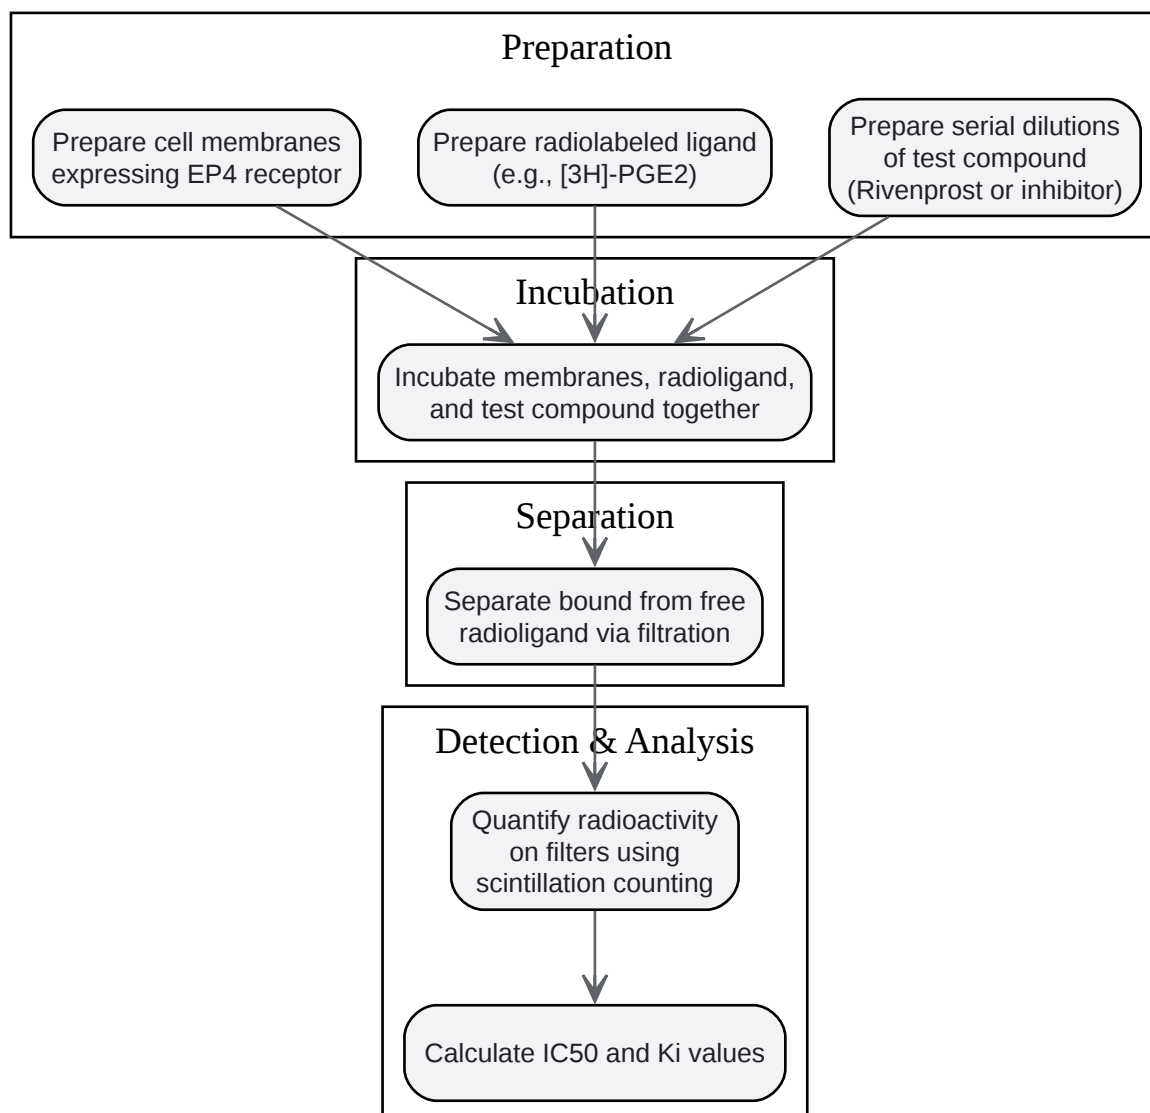 Preparation
Prepare cell membranes
expressing EP4 receptor
Prepare radiolabeled ligand
(e.g., [3H]-PGE2)
Prepare serial dilutions
of test compound
(Rivenprost or inhibitor)
Incubation
Incubate membranes, radioligand,
and test compound together
Separation
Separate bound from free
radioligand via filtration
Detection & Analysis
Quantify radioactivity
on filters using
scintillation counting
Calculate IC50 and Ki values